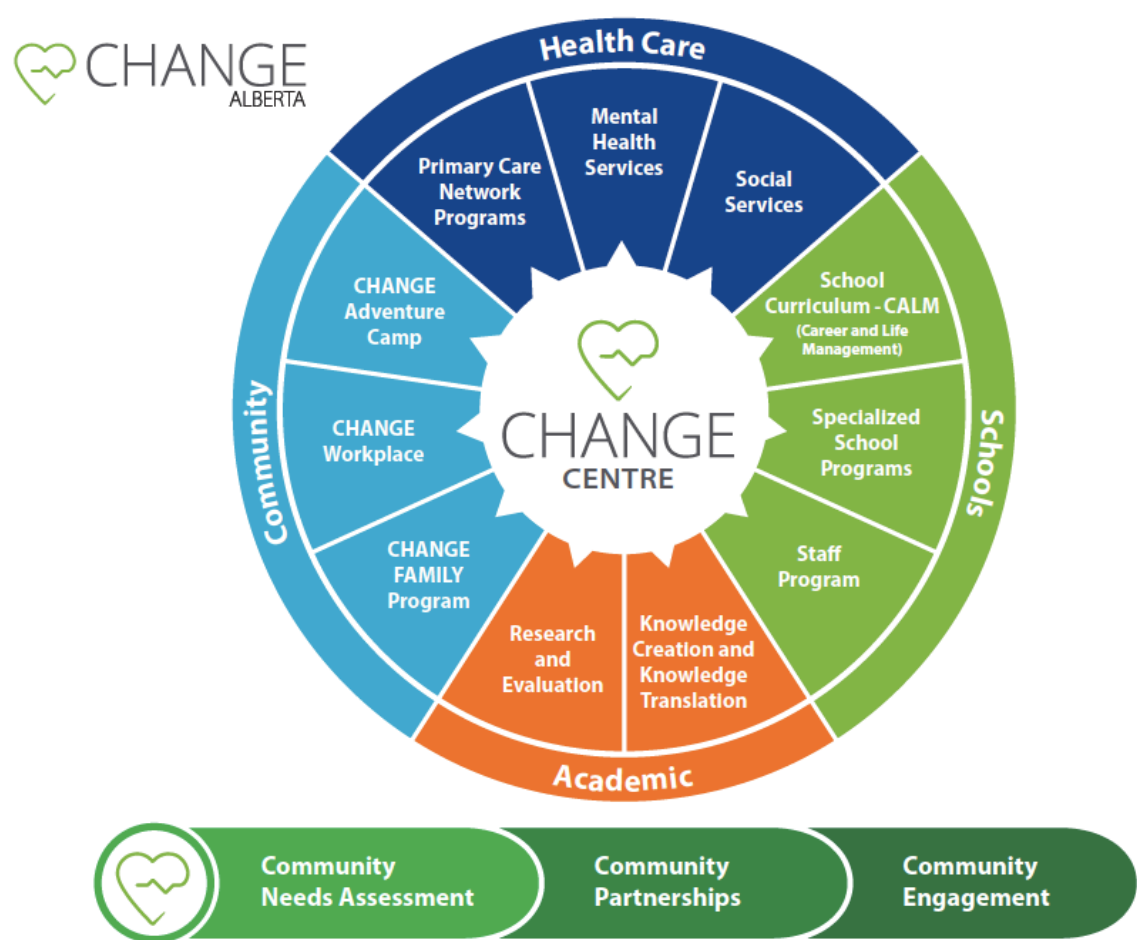 CHANGE
ALBERTA
Health Care
Primary Care
Network
Programs
Mental
Health
Services
Social
Services
Schools
School
Curriculum - CALM
(Career and Life
Management)
Specialized
School
Programs
Staff
Program
Academic
Knowledge
Creation and
Knowledge
Translation
Research
and
Evaluation
Community
CHANGE
FAMILY
Program
CHANGE
Workplace
CHANGE
Adventure
Camp
CHANGE
CENTRE
Community
Needs Assessment
Community
Partnerships
Community
Engagement